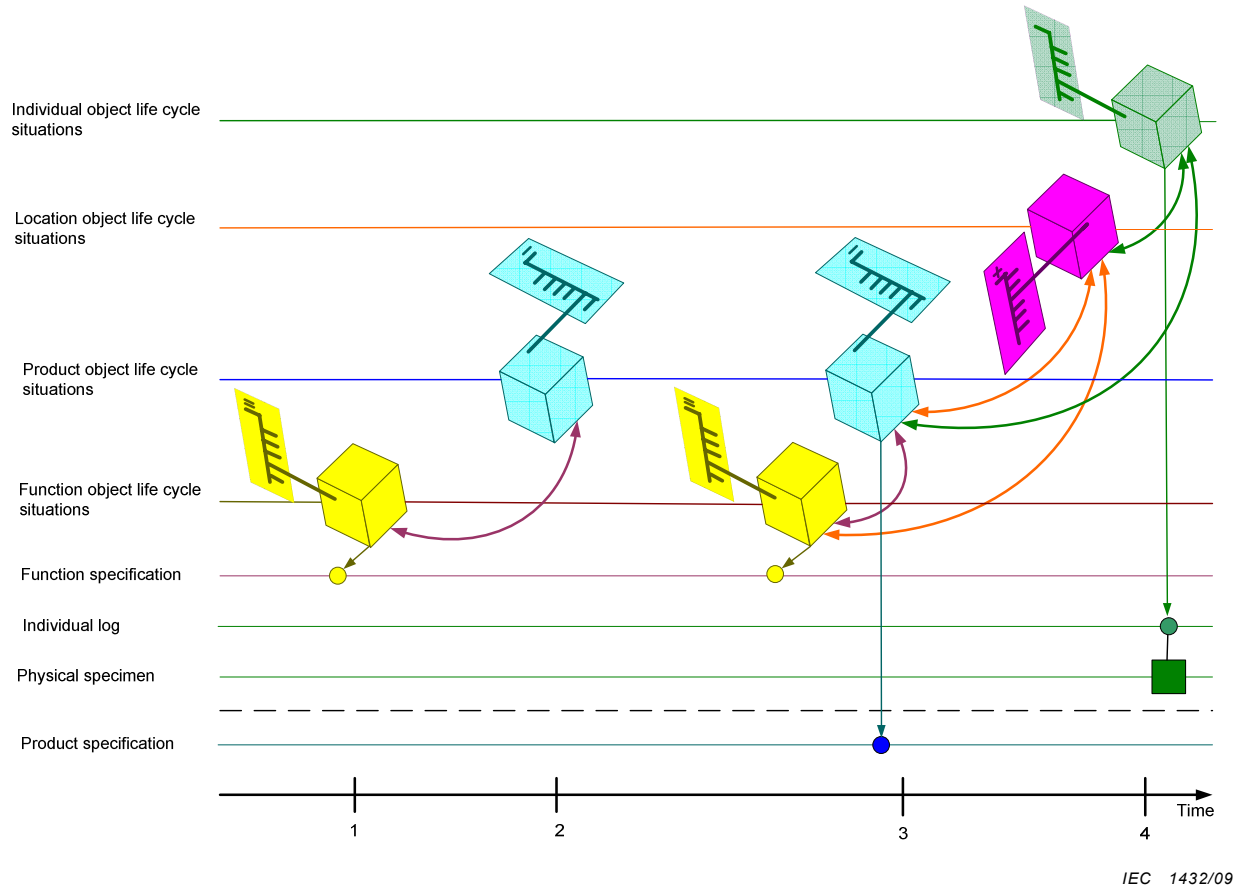 Individual object life cycle
situations
Location object life cycle
situations
Product object life cycle
situations
Function object life cycle
situations
Function specification
Individual log
Physical specimen
Product specification
Time
1
2
3
4
IEC 1432/09